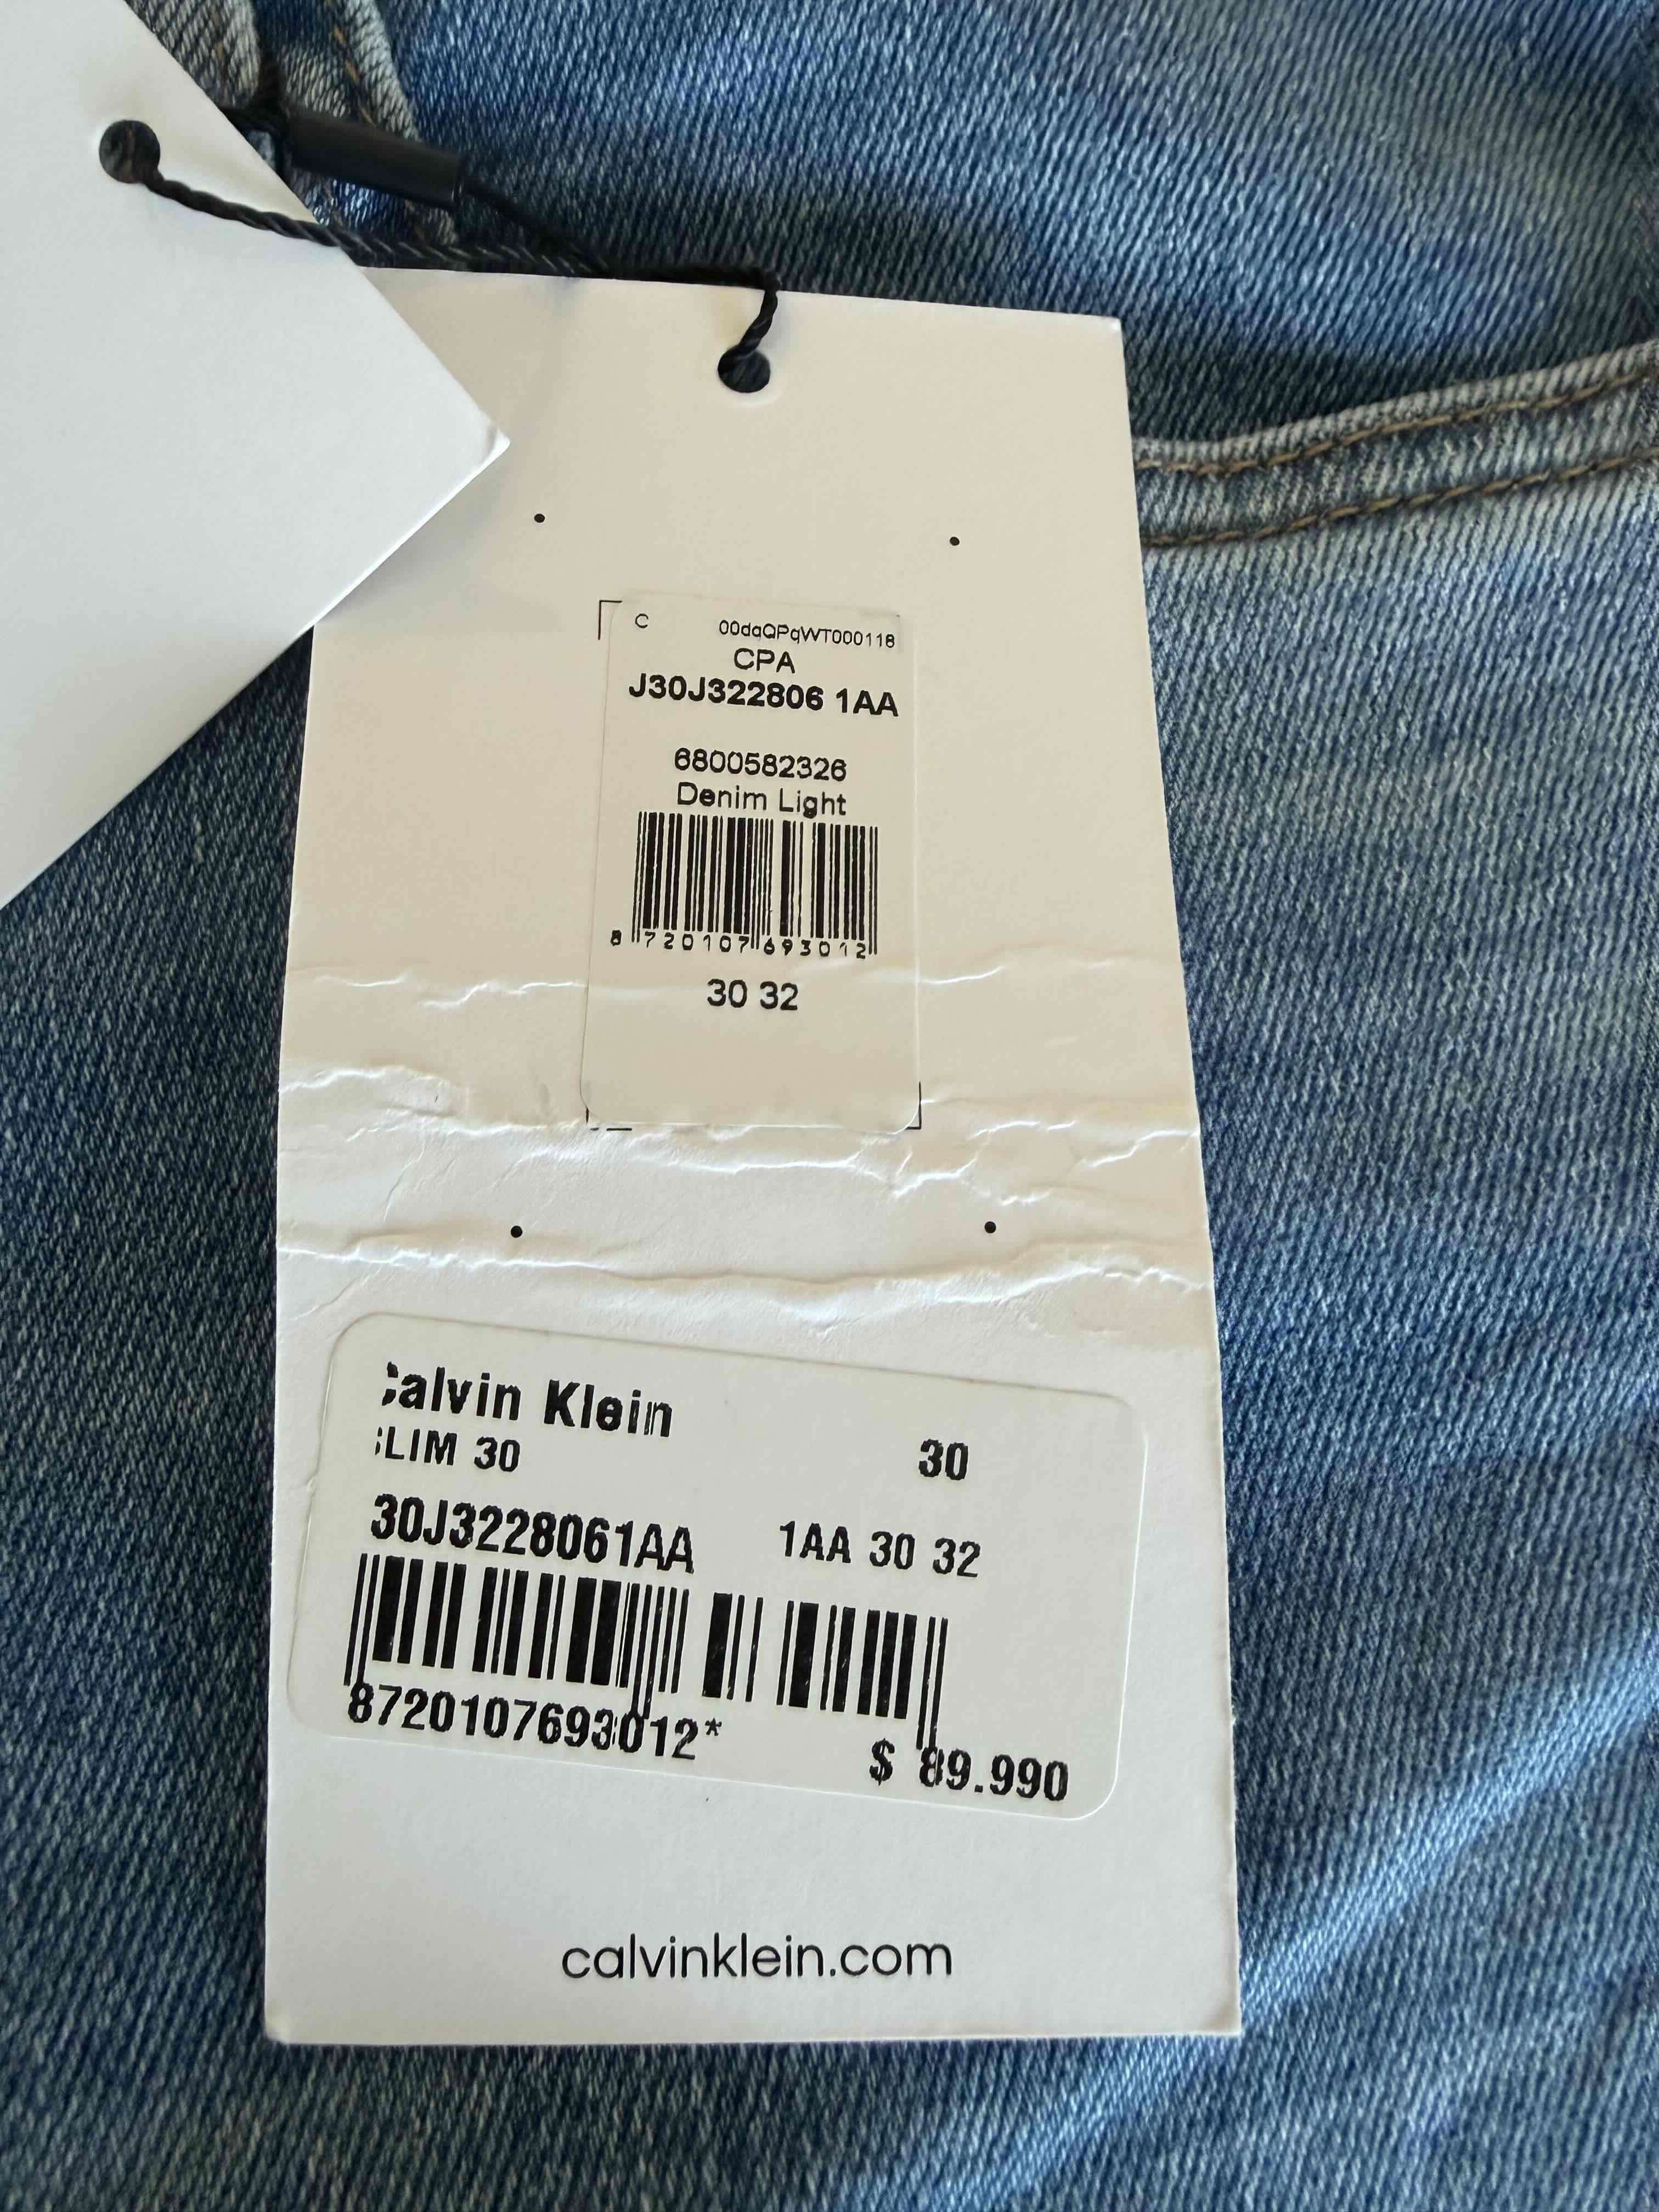 C 00daQPqWT000118
CPA
J30J322806 1AA
6800582326
Denim Light
8 720107 693012
30 32
Calvin Klein
SLIM 30 30
30J3228061AA 1AA 30 32
8720107693012*
$ 89.990
calvinklein.com